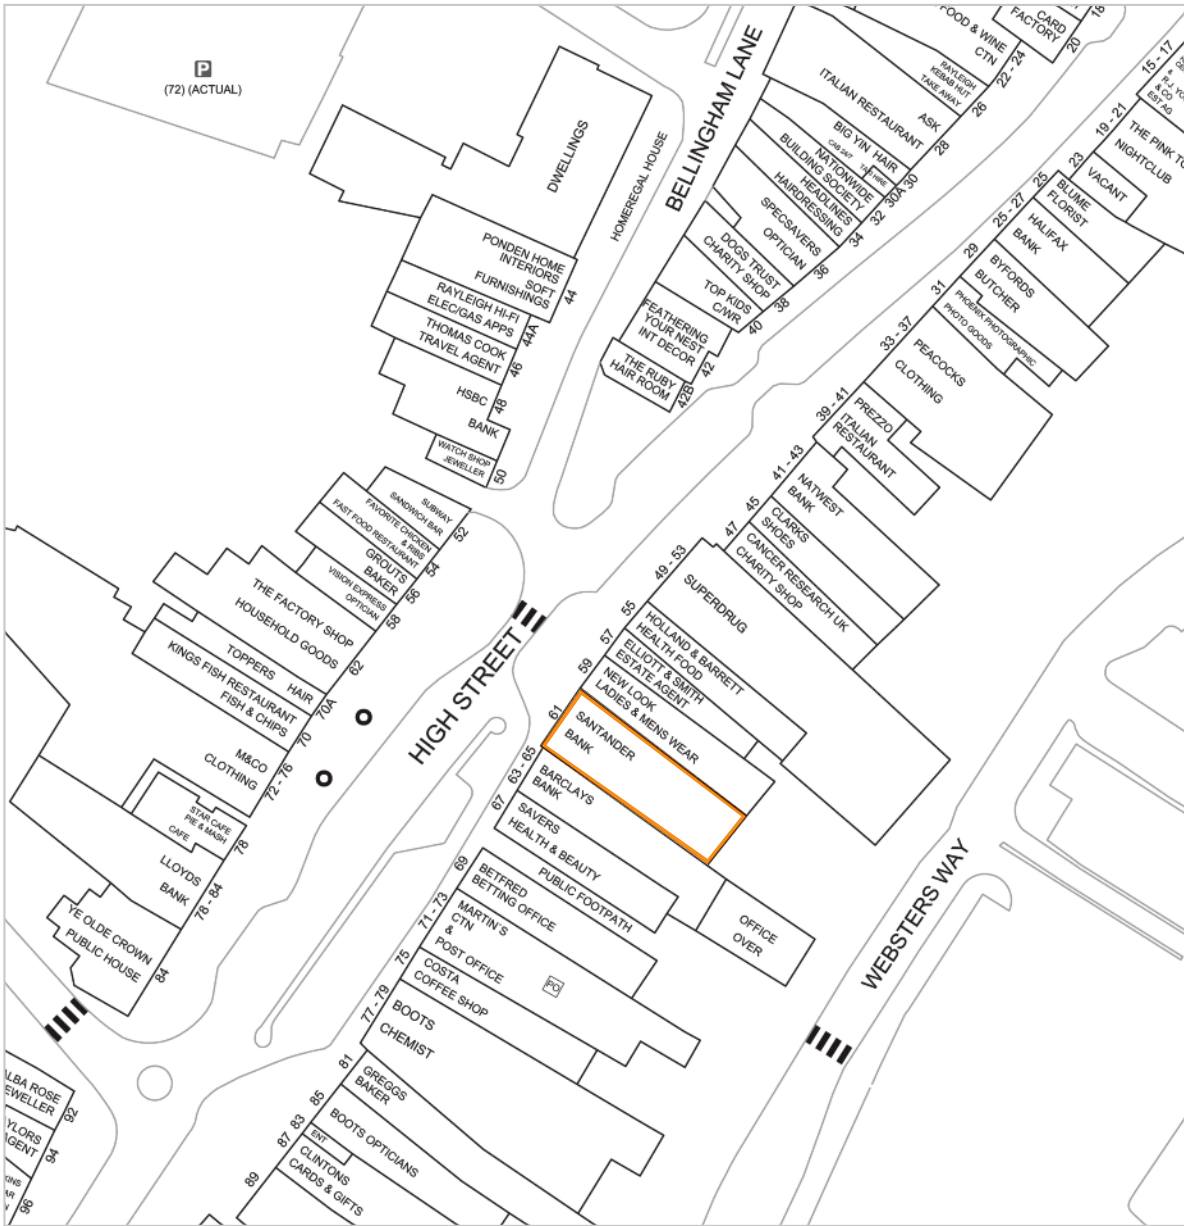 P
(72) (ACTUAL)
DWELLINGS
HOMEREGAL HOUSE
BELLINGHAM LANE
PONDEN HOME
INTERIORS
SOFT
FURNISHINGS
44
RAYLEIGH HI-FI
ELEC/GAS APPS
44A
THOMAS COOK
TRAVEL AGENT
46
HSBC
BANK
48
WATCH SHOP
JEWELLER
50
CARD
FACTORY
18
20
FOOD & WINE
CTN
22 - 24
RAYLEIGH
KEBAB HUT
TAKE AWAY
26
ITALIAN RESTAURANT
ASK
28
BIG YIN HAIR
30
CAB 24/7
TAXI HIRE
30A
NATIONWIDE
BUILDING SOCIETY
32
HEADLINES
HAIRDRESSING
34
SPECSAVERS
OPTICIAN
36
DOGS TRUST
CHARITY SHOP
38
TOP KIDS
C/WR
40
FEATHERING
YOUR NEST
INT DECOR
42
THE RUBY
HAIR ROOM
42B
15 - 17
& CO
EST AG
19 - 21
THE PINK
NIGHTCLUB
23
VACANT
25
BLUME
FLORIST
25 - 27
HALIFAX
BANK
29
BYFORDS
BUTCHER
31
PHOENIX PHOTOGRAPHIC
PHOTO GOODS
33 - 37
PEACOCKS
CLOTHING
39 - 41
PREZZO
ITALIAN
RESTAURANT
41 - 43
NATWEST
BANK
45
CLARKS
SHOES
47
CANCER RESEARCH UK
CHARITY SHOP
49 - 53
SUPERDRUG
55
HOLLAND & BARRETT
HEALTH FOOD
57
ELLIOTT & SMITH
ESTATE AGENT
59
NEW LOOK
LADIES & MENS WEAR
61
SANTANDER
BANK
63 - 65
BARCLAYS
BANK
67
SAVERS
HEALTH & BEAUTY
PUBLIC FOOTPATH
OFFICE
OVER
69
BETFRED
BETTING OFFICE
71 - 73
MARTIN'S
CTN
&
POST OFFICE
PO
75
COSTA
COFFEE SHOP
77 - 79
BOOTS
CHEMIST
81
GREGGS
BAKER
85
BOOTS OPTICIANS
83
ENT
87
CLINTONS
CARDS & GIFTS
89
HIGH STREET
WEBSTERS WAY
SUBWAY
SANDWICH BAR
52
FAVORITE CHICKEN
& RIBS
FAST FOOD RESTAURANT
54
GROUTS
BAKER
56
VISION EXPRESS
OPTICIAN
58
THE FACTORY SHOP
HOUSEHOLD GOODS
62
TOPPERS HAIR
70A
KINGS FISH RESTAURANT
FISH & CHIPS
70
M&CO
CLOTHING
72 - 76
STAR CAFE
PIE & MASH
CAFE
78
LLOYDS
BANK
78 - 84
YE OLDE CROWN
PUBLIC HOUSE
84
ALBA ROSE
JEWELLER
92
94
96